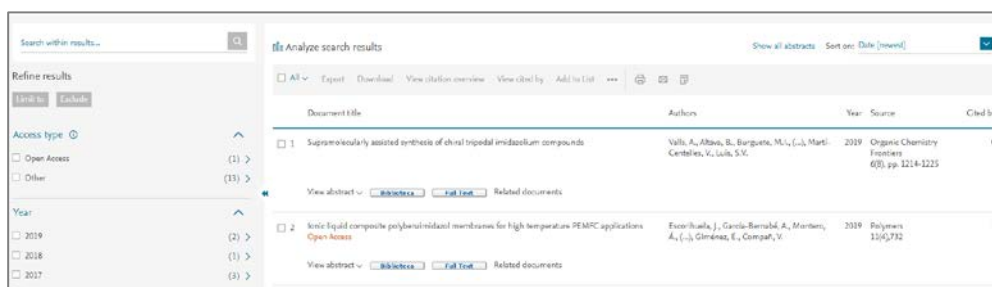 Search within results...
Refine results
Limit to Exclude
Access type
Open Access (1)
Other (13)
Year
2019 (2)
2018 (1)
2017 (3)
Analyze search results
Show all abstracts Sort on: Date (newest)
All Export Download View citation overview View cited by Add to List ...
Document title Authors Year Source Cited b
1 Supramolecularly assisted synthesis of chiral tripodal imidazolium compounds
Valls, A., Altava, B., Burguete, M.I., (...), Martí-
Centelles, V., Luis, S.V.
2019
Organic Chemistry
Frontiers
6(8), pp. 1214-1225
View abstract Biblioteca Full Text Related documents
2 Ionic liquid composite polybenzimidazol membranes for high temperature PEMFC applications
Open Access
Escorihuela, J., García-Bernabé, A., Montero,
Á., (...), Giménez, E., Compañ, V.
2019
Polymers
11(4),732
View abstract Biblioteca Full Text Related documents